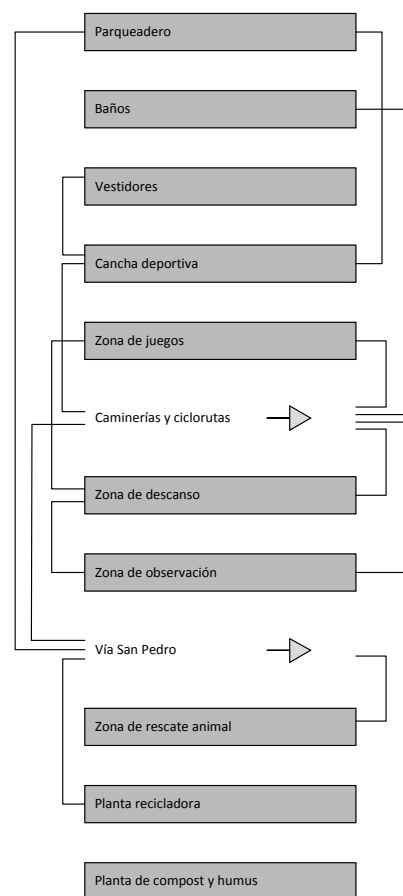 Parqueadero
Baños
Vestidores
Cancha deportiva
Zona de juegos
Caminerías y ciclorutas
Zona de descanso
Zona de observación
Vía San Pedro
Zona de rescate animal
Planta recicladora
Planta de compost y humus